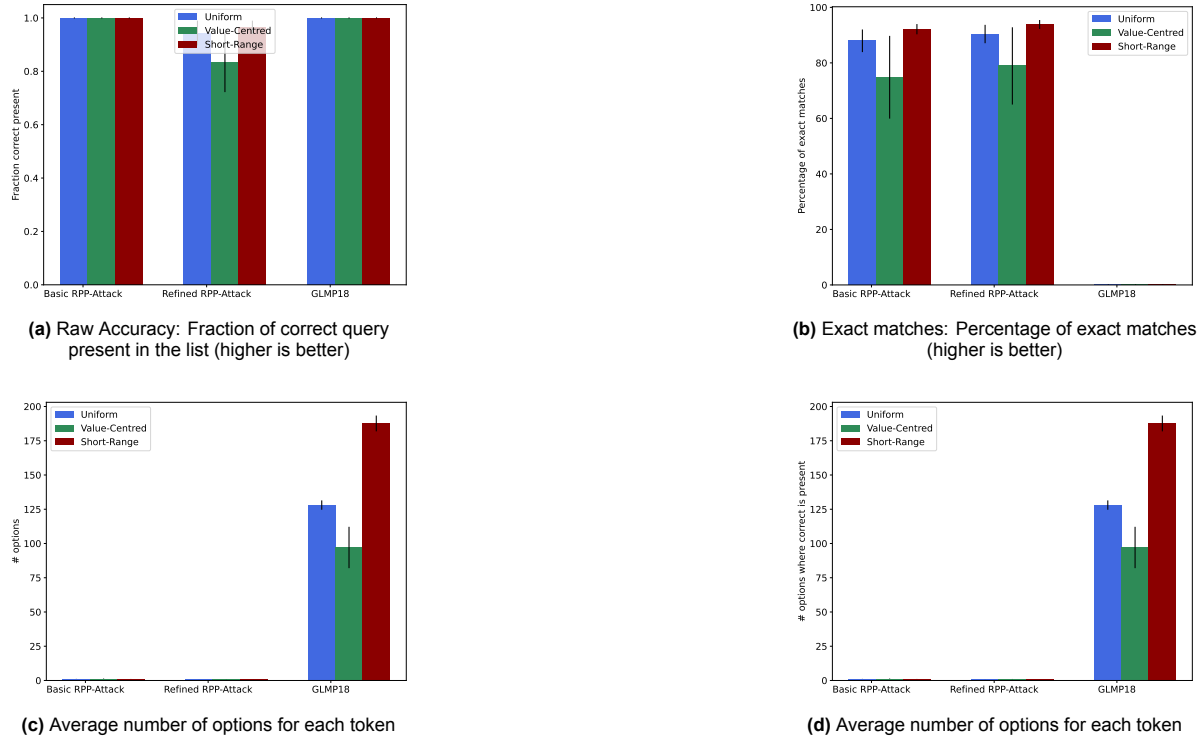 1.0
0.8
0.6
0.4
0.2
0.0
Fraction correct present
Uniform
Value-Centred
Short-Range
Basic RPP-Attack
Refined RPP-Attack
GLMP18
(a) Raw Accuracy: Fraction of correct query
present in the list (higher is better)
100
80
60
40
20
0
Percentage of exact matches
Uniform
Value-Centred
Short-Range
Basic RPP-Attack
Refined RPP-Attack
GLMP18
(b) Exact matches: Percentage of exact matches
(higher is better)
200
175
150
125
100
75
50
25
0
# options
Uniform
Value-Centred
Short-Range
Basic RPP-Attack
Refined RPP-Attack
GLMP18
(c) Average number of options for each token
200
175
150
125
100
75
50
25
0
# options where correct is present
Uniform
Value-Centred
Short-Range
Basic RPP-Attack
Refined RPP-Attack
GLMP18
(d) Average number of options for each token